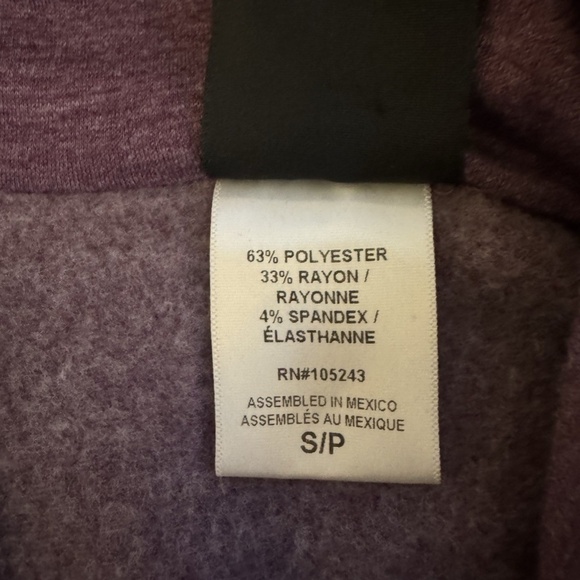 63% POLYESTER
33% RAYON /
RAYONNE
4% SPANDEX /
ÉLASTHANNE
RN#105243
ASSEMBLED IN MEXICO
ASSEMBLÉS AU MEXIQUE
S/P